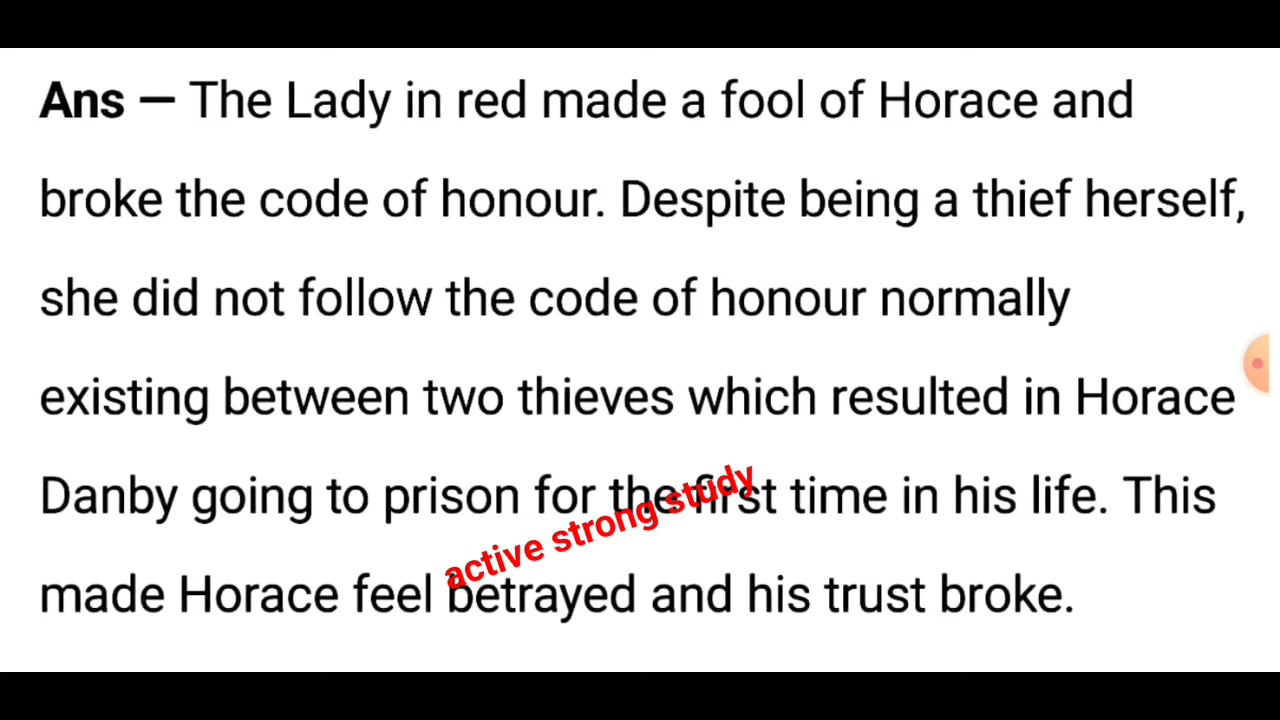 Ans — The Lady in red made a fool of Horace and
broke the code of honour. Despite being a thief herself,
she did not follow the code of honour normally
existing between two thieves which resulted in Horace
Danby going to prison for the first time in his life. This
active strong study
made Horace feel betrayed and his trust broke.